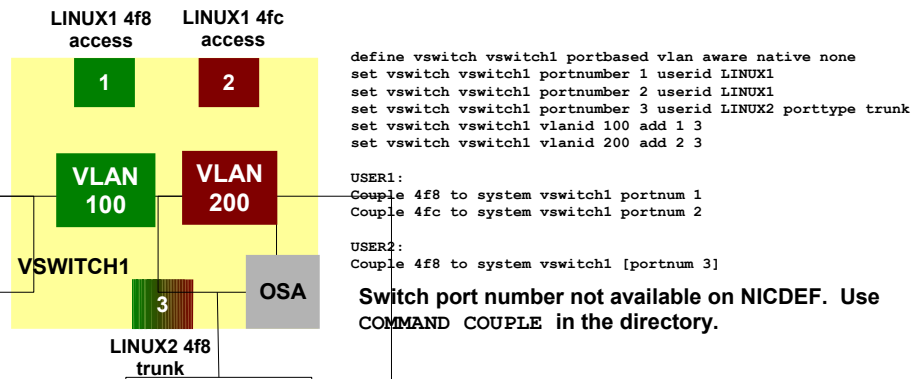 LINUX1 4f8
access
LINUX1 4fc
access
1
2
VLAN
100
VLAN
200
VSWITCH1
3
OSA
LINUX2 4f8
trunk
define vswitch vswitch1 portbased vlan aware native none
set vswitch vswitch1 portnumber 1 userid LINUX1
set vswitch vswitch1 portnumber 2 userid LINUX1
set vswitch vswitch1 portnumber 3 userid LINUX2 porttype trunk
set vswitch vswitch1 vlanid 100 add 1 3
set vswitch vswitch1 vlanid 200 add 2 3
USER1:
Couple 4f8 to system vswitch1 portnum 1
Couple 4fc to system vswitch1 portnum 2
USER2:
Couple 4f8 to system vswitch1 [portnum 3]
Switch port number not available on NICDEF. Use
COMMAND COUPLE in the directory.